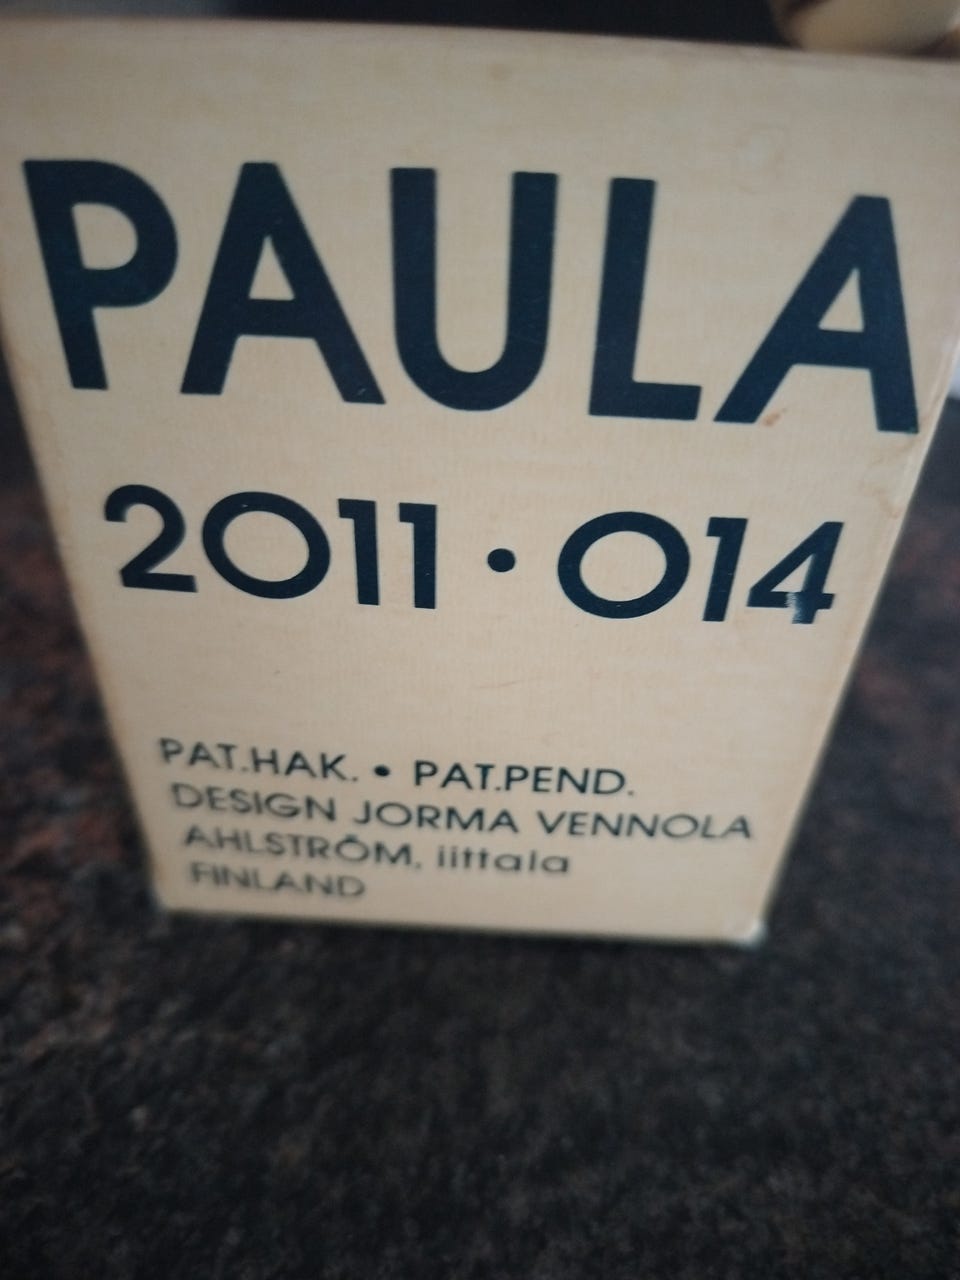 PAULA
2011 • 014
PAT.HAK. • PAT.PEND.
DESIGN JORMA VENNOLA
AHLSTRÖM, iittala
FINLAND